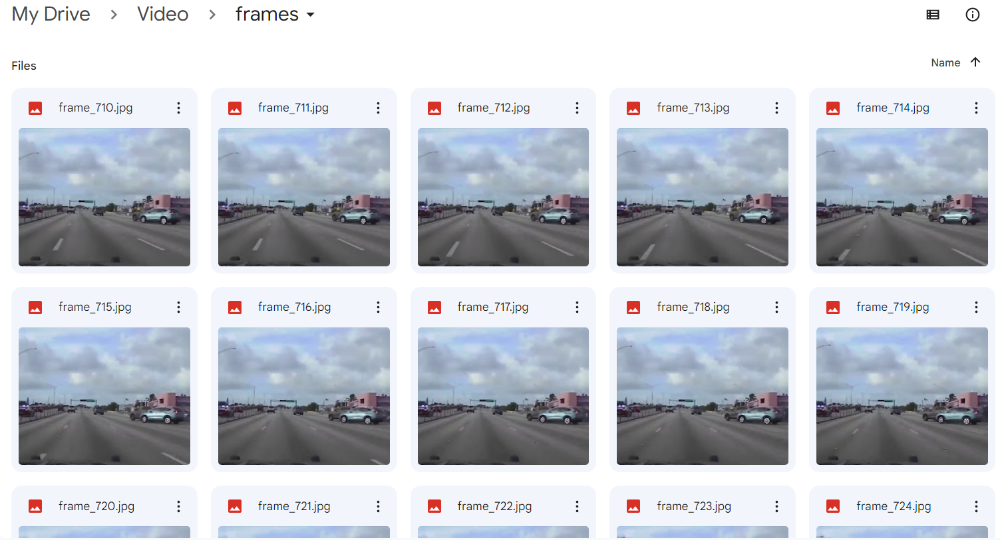 My Drive > Video > frames
Files
Name
frame_710.jpg
frame_711.jpg
frame_712.jpg
frame_713.jpg
frame_714.jpg
frame_715.jpg
frame_716.jpg
frame_717.jpg
frame_718.jpg
frame_719.jpg
frame_720.jpg
frame_721.jpg
frame_722.jpg
frame_723.jpg
frame_724.jpg